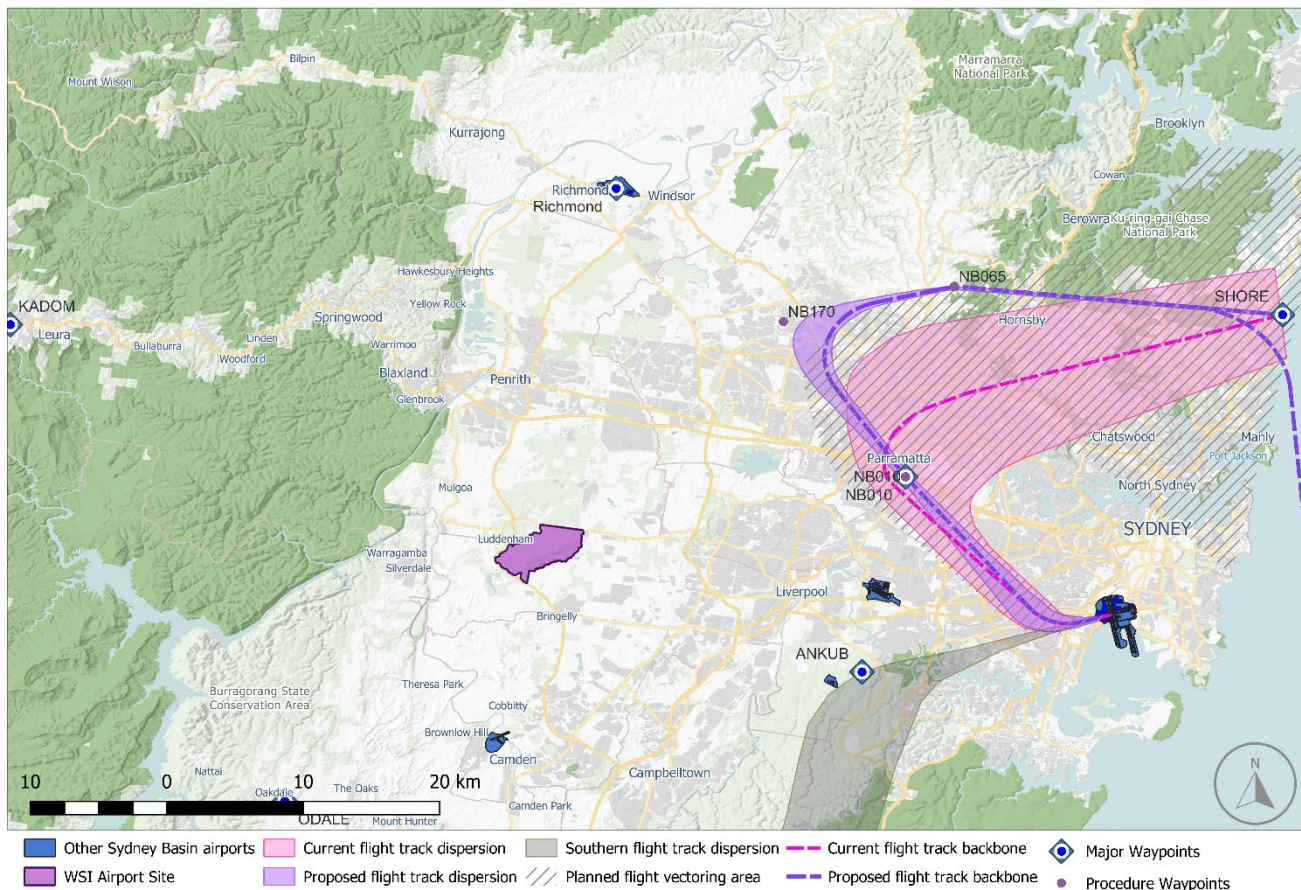 Marramarra
National Park
Bilpin
Mount Wilson
Brooklyn
Kurrajong
Cowan
Richmond
Windsor
Richmond
Berowra
Ku-ring-gai Chase
National Park
Hawkesbury Heights
NB065
SHORE
KADOM
Yellow Rock
NB170
Hornsby
Leura
Springwood
Linden
Warrimoo
Bullaburra
Woodford
Blaxland
Penrith
Glenbrook
Chatswood
Manly
Port Jackson
Parramatta
NB010
North Sydney
Mulgoa
NB010
SYDNEY
Luddenham
Warragamba
Silverdale
Liverpool
Bringelly
ANKUB
Theresa Park
Burragorang State
Conservation Area
Cobbitty
Brownlow Hill
Camden
Nattai
Campbelltown
Oakdale
The Oaks
Camden Park
ODALE
Mount Hunter
10 0 10 20 km
N
Other Sydney Basin airports
Current flight track dispersion
Southern flight track dispersion
Current flight track backbone
Major Waypoints
WSI Airport Site
Proposed flight track dispersion
Planned flight vectoring area
Proposed flight track backbone
Procedure Waypoints